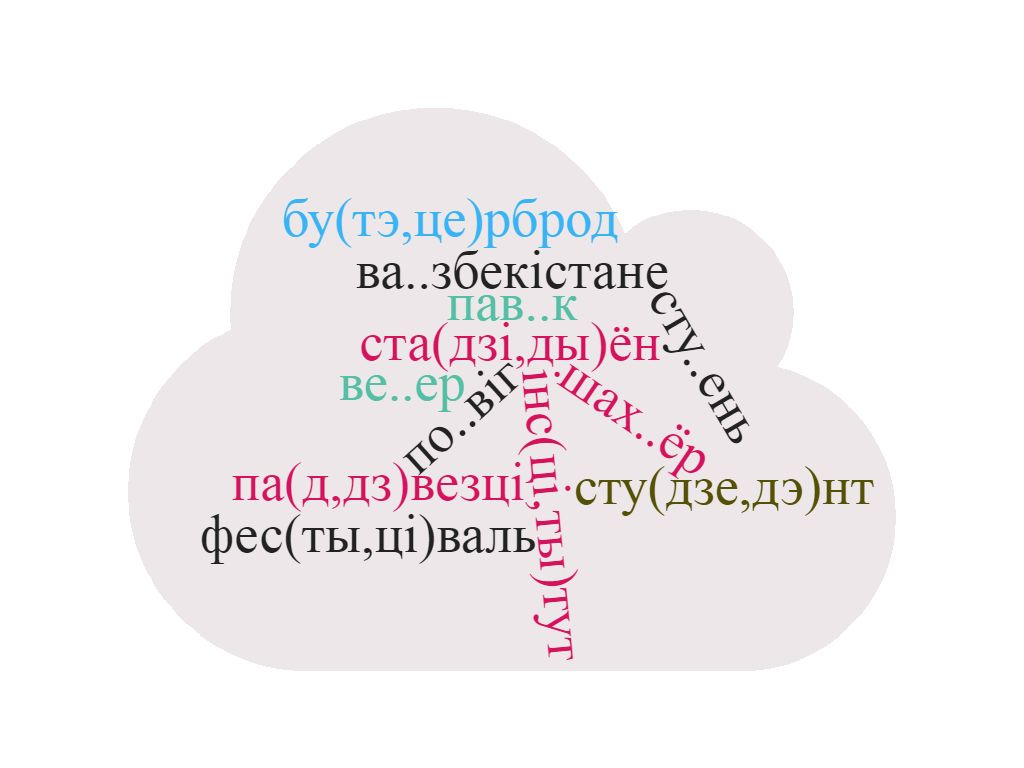 бу(тэ,це)рброд
ва..збекістане
пав..к
сту..ень
ста(дзі,ды)ён
ве..ер
по..віг
інс(ці,ты)тут
шах..ёр
па(д,дз)везці
сту(дзе,дэ)нт
фес(ты,ці)валь